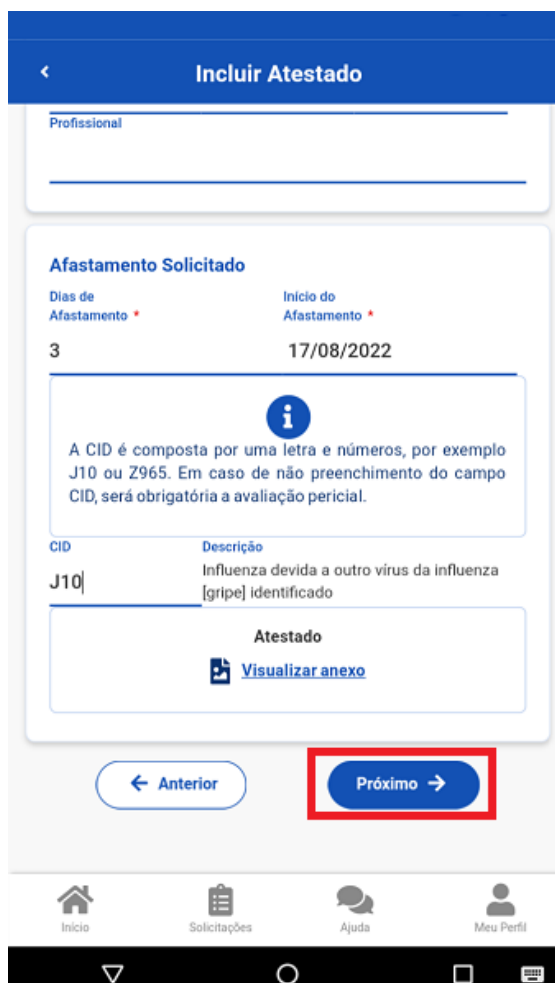 Incluir Atestado
Profissional
Afastamento Solicitado
Dias de
Afastamento *
Início do
Afastamento *
3
17/08/2022
A CID é composta por uma letra e números, por exemplo
J10 ou Z965. Em caso de não preenchimento do campo
CID, será obrigatória a avaliação pericial.
CID
Descrição
J10
Influenza devida a outro vírus da influenza
[gripe] identificado
Atestado
Visualizar anexo
Anterior
Próximo
Início
Solicitações
Ajuda
Meu Perfil